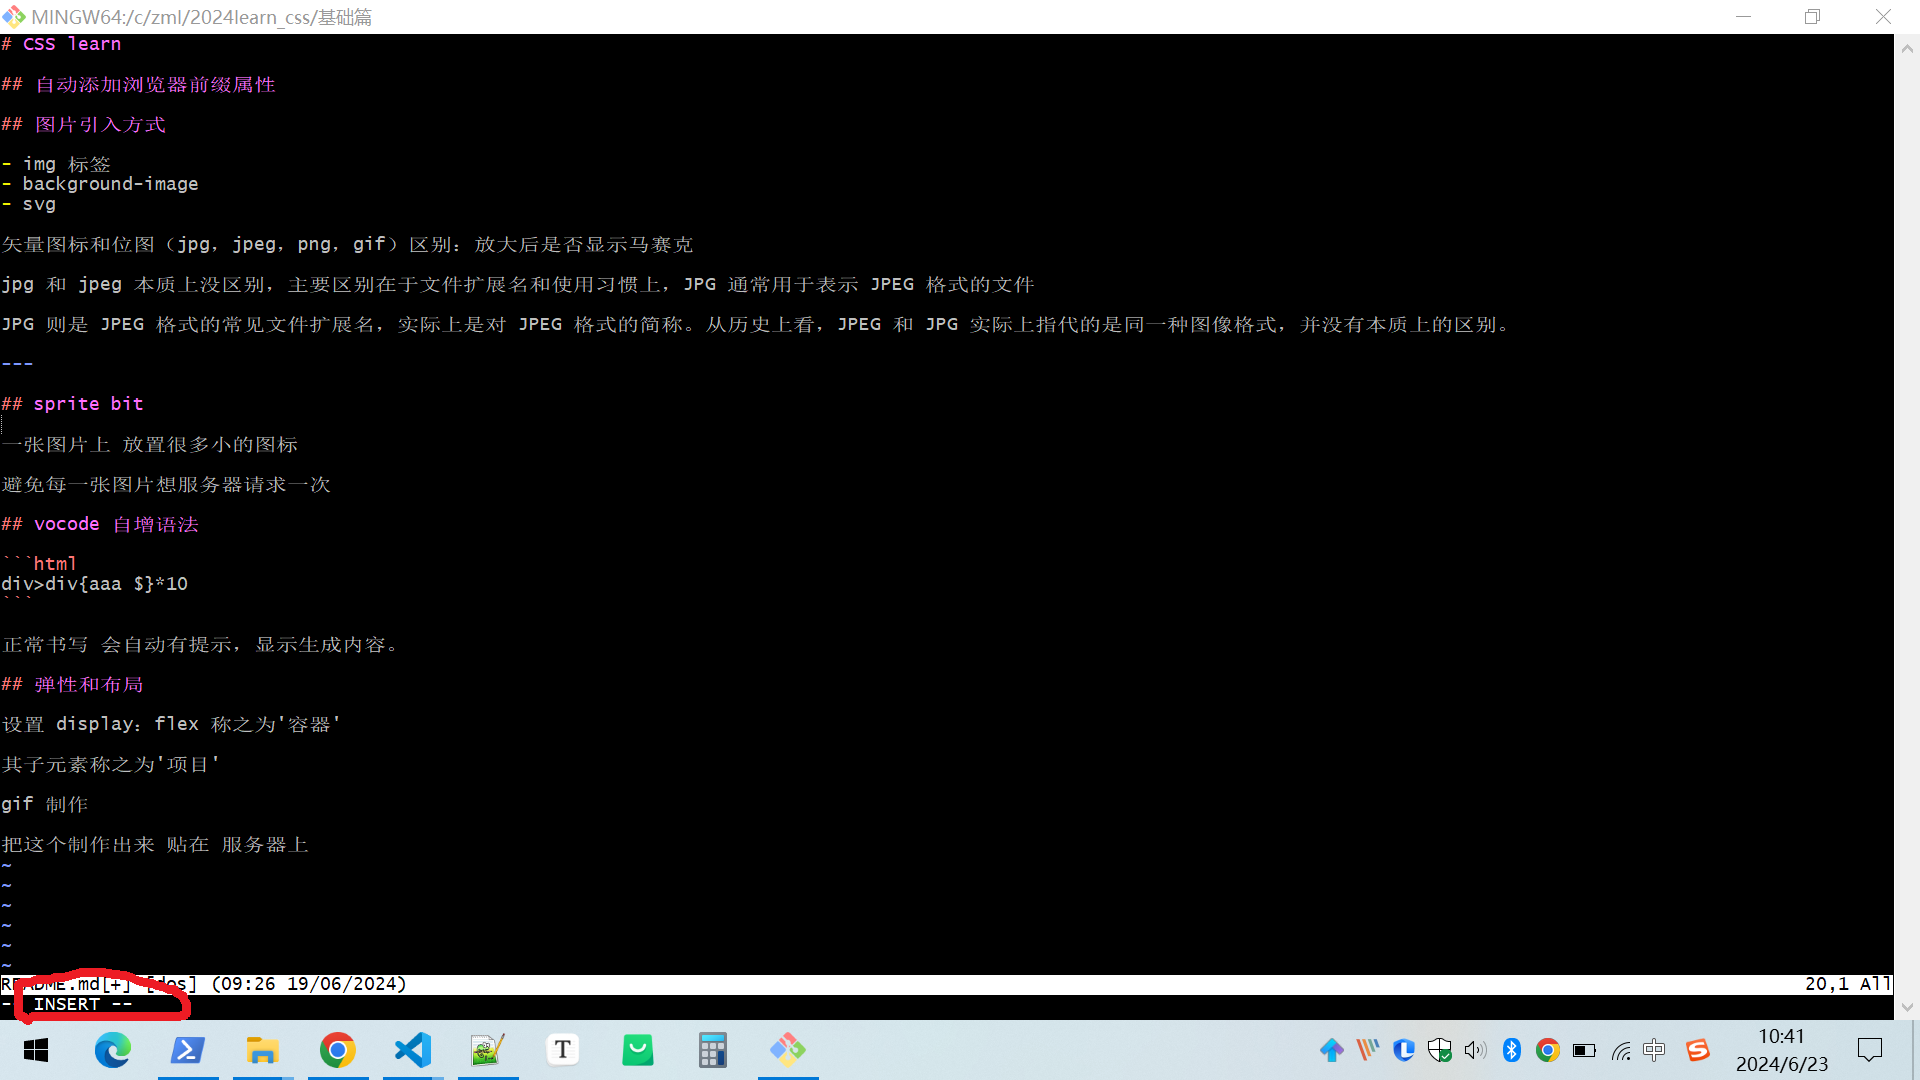 MINGW64:/c/zml/2024learn_css/基础篇
# CSS learn
## 自动添加浏览器前缀属性
## 图片引入方式
- img 标签
- background-image
- svg
矢量图标和位图（jpg，jpeg，png，gif）区别：放大后是否显示马赛克
jpg 和 jpeg 本质上没区别，主要区别在于文件扩展名和使用习惯上，JPG 通常用于表示 JPEG 格式的文件
JPG 则是 JPEG 格式的常见文件扩展名，实际上是对 JPEG 格式的简称。从历史上看，JPEG 和 JPG 实际上指代的是同一种图像格式，并没有本质上的区别。
---
## sprite bit
一张图片上 放置很多小的图标
避免每一张图片想服务器请求一次
## vocode 自增语法
```html
div>div{aaa $}*10
```
正常书写 会自动有提示，显示生成内容。
## 弹性和布局
设置 display：flex 称之为'容器'
其子元素称之为'项目'
gif 制作
把这个制作出来 贴在 服务器上
~
~
~
~
~
~
README.md[+] [dos] (09:26 19/06/2024) 20,1 All
-- INSERT --
T
中
S
10:41
2024/6/23